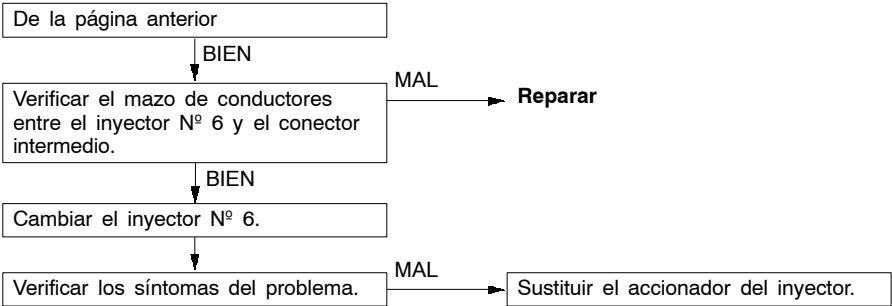 De la página anterior
BIEN
Verificar el mazo de conductores
entre el inyector Nº 6 y el conector
intermedio.
MAL
Reparar
BIEN
Cambiar el inyector Nº 6.
Verificar los síntomas del problema.
MAL
Sustituir el accionador del inyector.